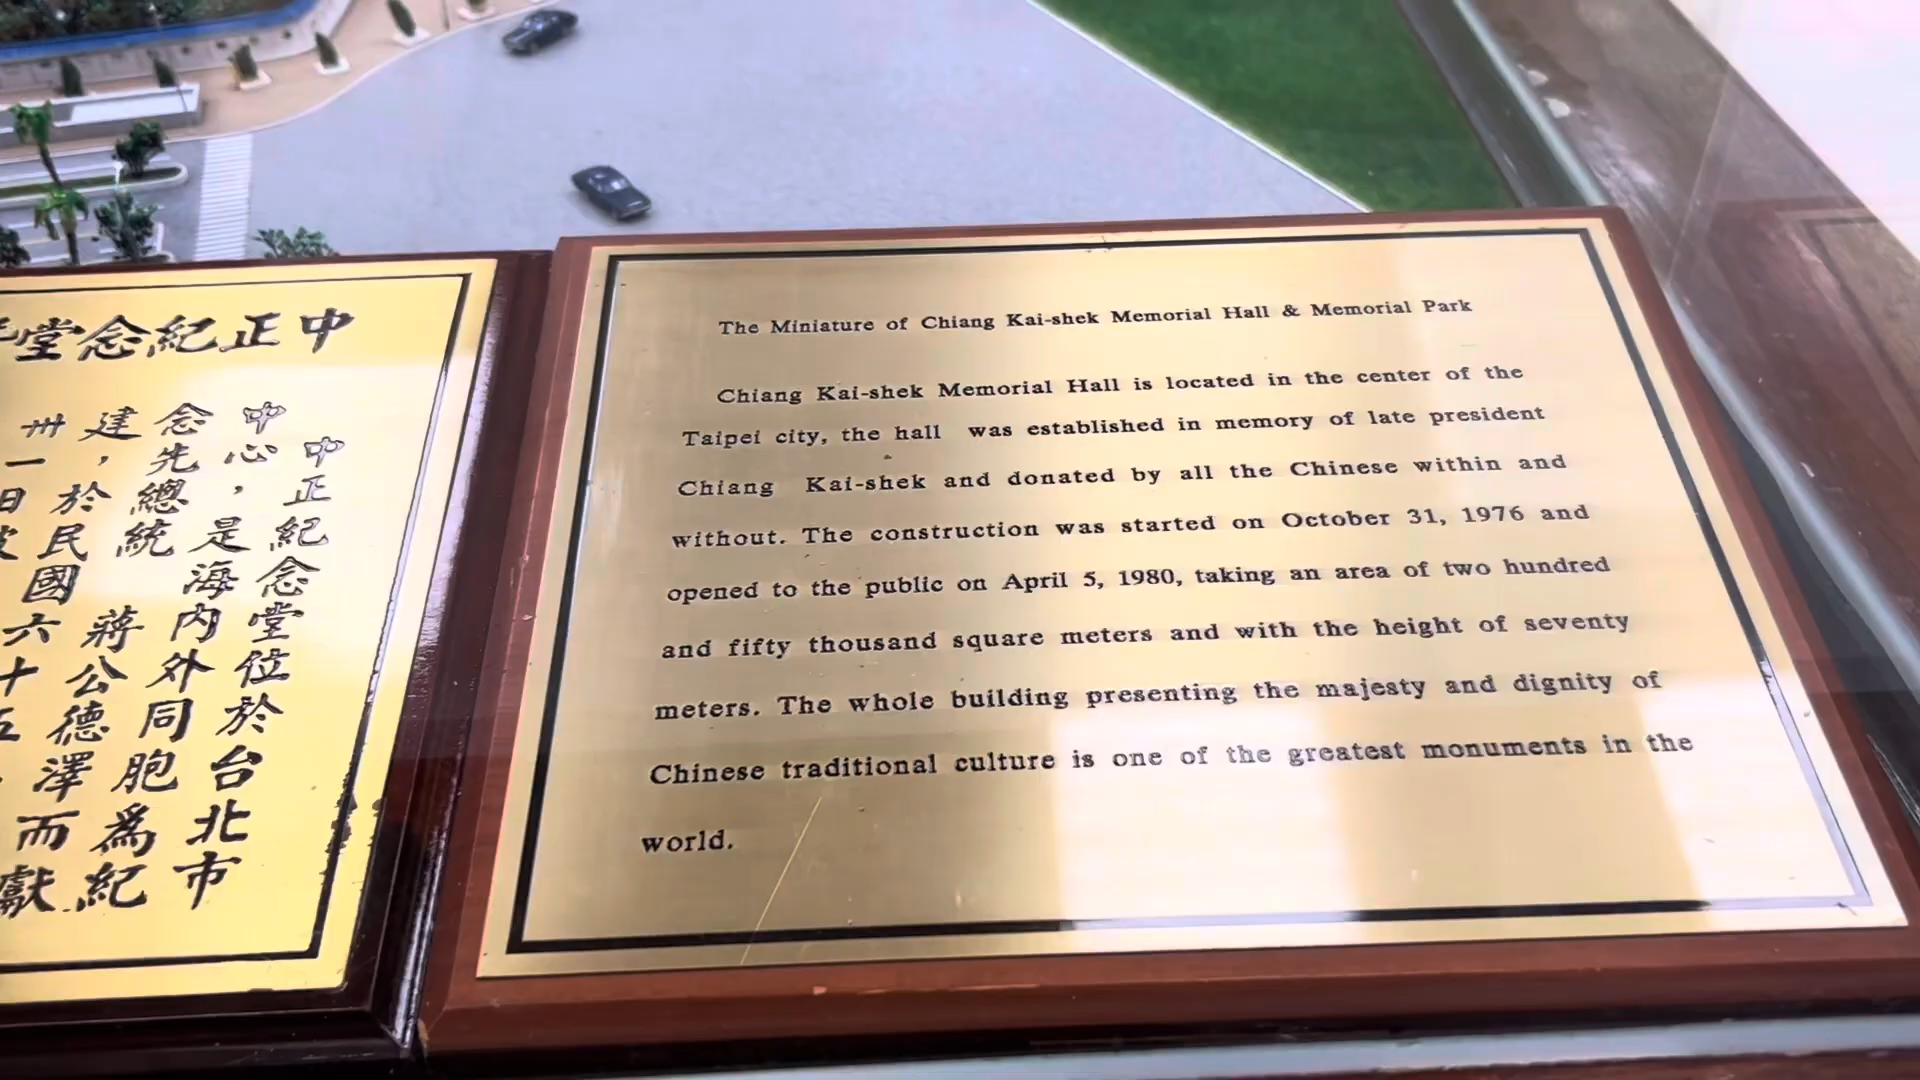 中正紀念堂
中正紀念堂位於台北市
中心，是海內外同胞爲紀
念先總統 蔣公德澤而獻
建，於民國六十五
卅一日
The Miniature of Chiang Kai-shek Memorial Hall & Memorial Park
Chiang Kai-shek Memorial Hall is located in the center of the
Taipei city, the hall was established in memory of late president
Chiang Kai-shek and donated by all the Chinese within and
without. The construction was started on October 31, 1976 and
opened to the public on April 5, 1980, taking an area of two hundred
and fifty thousand square meters and with the height of seventy
meters. The whole building presenting the majesty and dignity of
Chinese traditional culture is one of the greatest monuments in the
world.